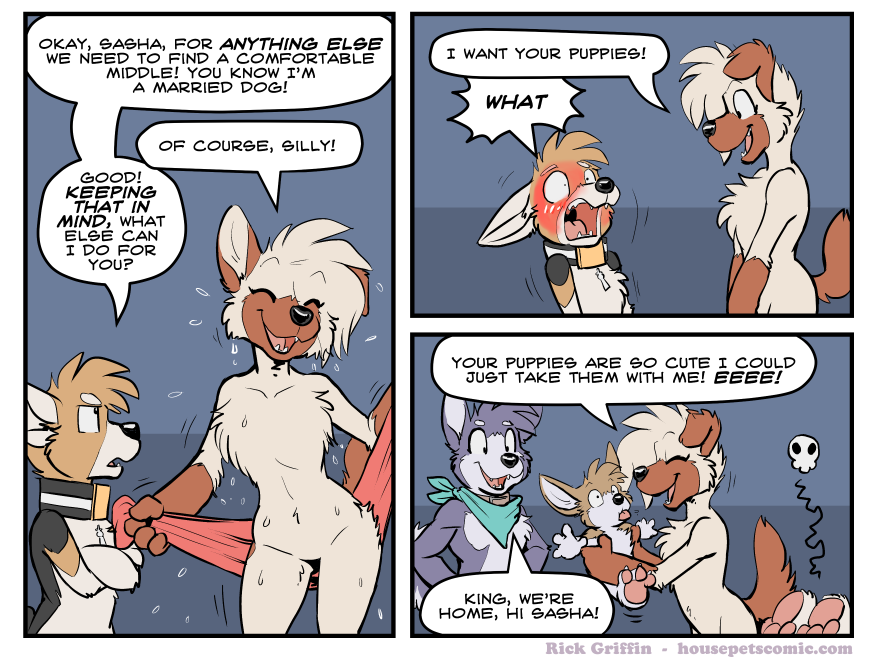 OKAY, SASHA, FOR ANYTHING ELSE
WE NEED TO FIND A COMFORTABLE
MIDDLE! YOU KNOW I'M
A MARRIED DOG!
OF COURSE, SILLY!
GOOD!
KEEPING
THAT IN
MIND, WHAT
ELSE CAN
I DO FOR
YOU?
I WANT YOUR PUPPIES!
WHAT
YOUR PUPPIES ARE SO CUTE I COULD
JUST TAKE THEM WITH ME! EEEE!
KING, WE'RE
HOME, HI SASHA!
Rick Griffin - housepetscomic.com